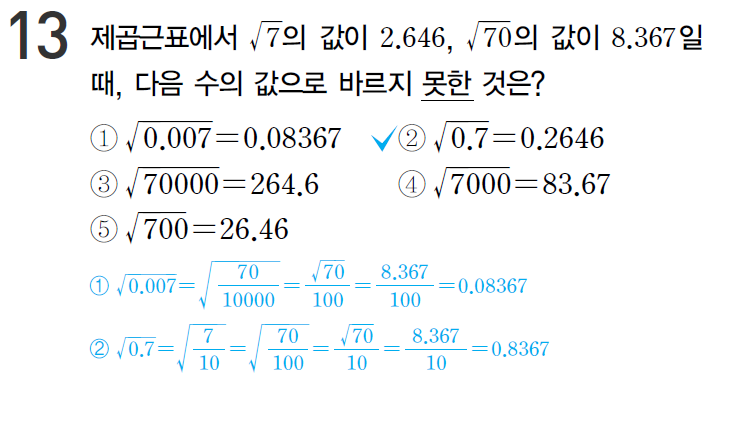 13 제곱근표에서 √7의 값이 2.646, √70의 값이 8.367일
때, 다음 수의 값으로 바르지 못한 것은?
① √0.007=0.08367 ✓② √0.7=0.2646
③ √70000=264.6 ④ √7000=83.67
⑤ √700=26.46
① √0.007=√(70/10000)=√70/100=8.367/100=0.08367
② √0.7=√(7/10)=√(70/100)=√70/10=8.367/10=0.8367